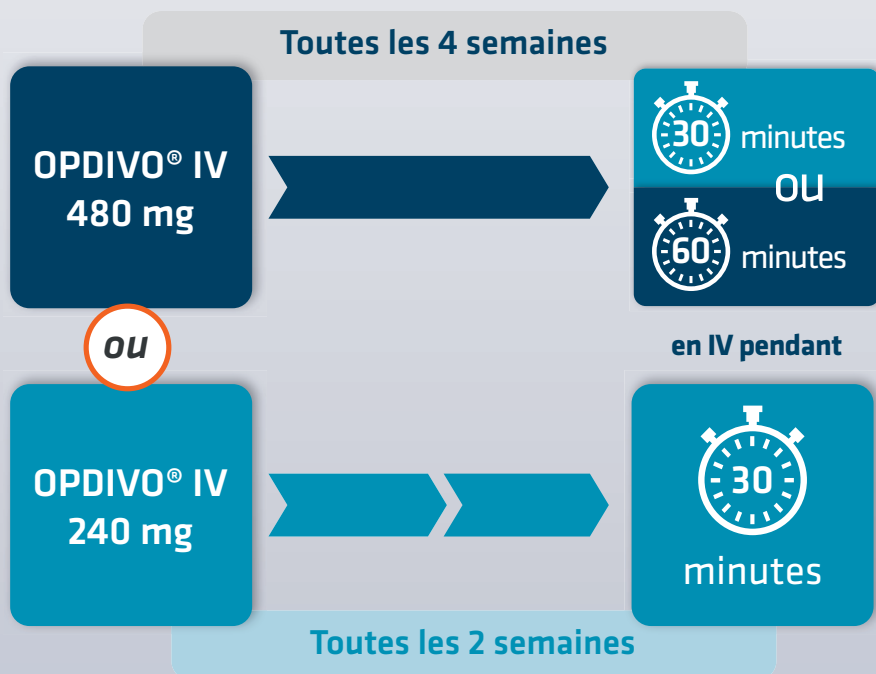 Toutes les 4 semaines
OPDIVO® IV
480 mg
30 minutes
ou
60 minutes
ou
en IV pendant
OPDIVO® IV
240 mg
30
minutes
Toutes les 2 semaines